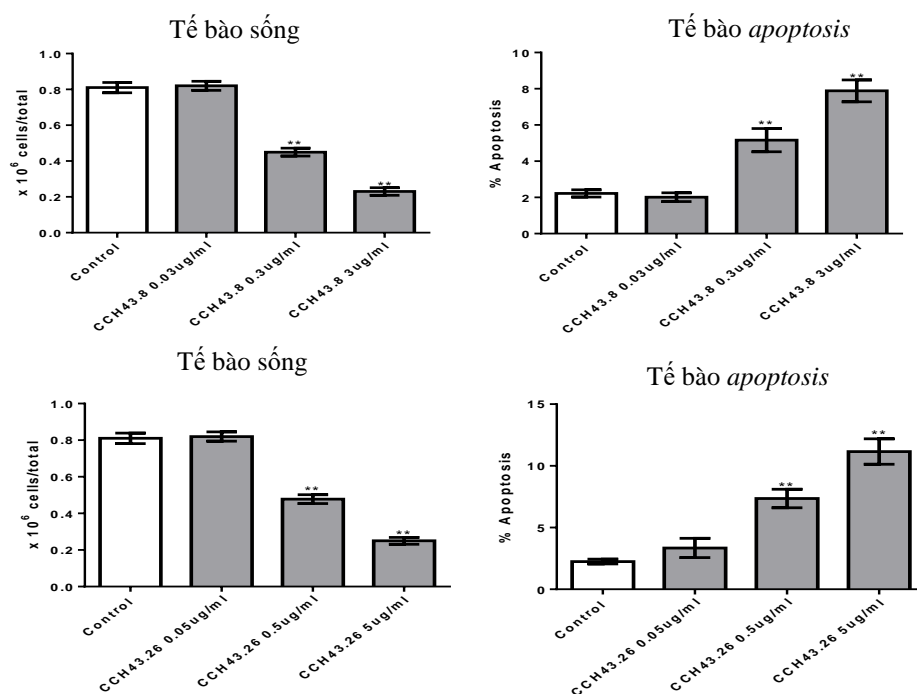 Tế bào sống
x 10⁶ cells/total
1.0
0.8
0.6
0.4
0.2
0.0
**
**
Control
CCH43.8 0.03ug/ml
CCH43.8 0.3ug/ml
CCH43.8 3ug/ml
Tế bào apoptosis
% Apoptosis
10
8
6
4
2
0
**
**
Control
CCH43.8 0.03ug/ml
CCH43.8 0.3ug/ml
CCH43.8 3ug/ml
Tế bào sống
x 10⁶ cells/total
1.0
0.8
0.6
0.4
0.2
0.0
**
**
Control
CCH43.26 0.05ug/ml
CCH43.26 0.5ug/ml
CCH43.26 5ug/ml
Tế bào apoptosis
% Apoptosis
15
10
5
0
**
**
Control
CCH43.26 0.05ug/ml
CCH43.26 0.5ug/ml
CCH43.26 5ug/ml